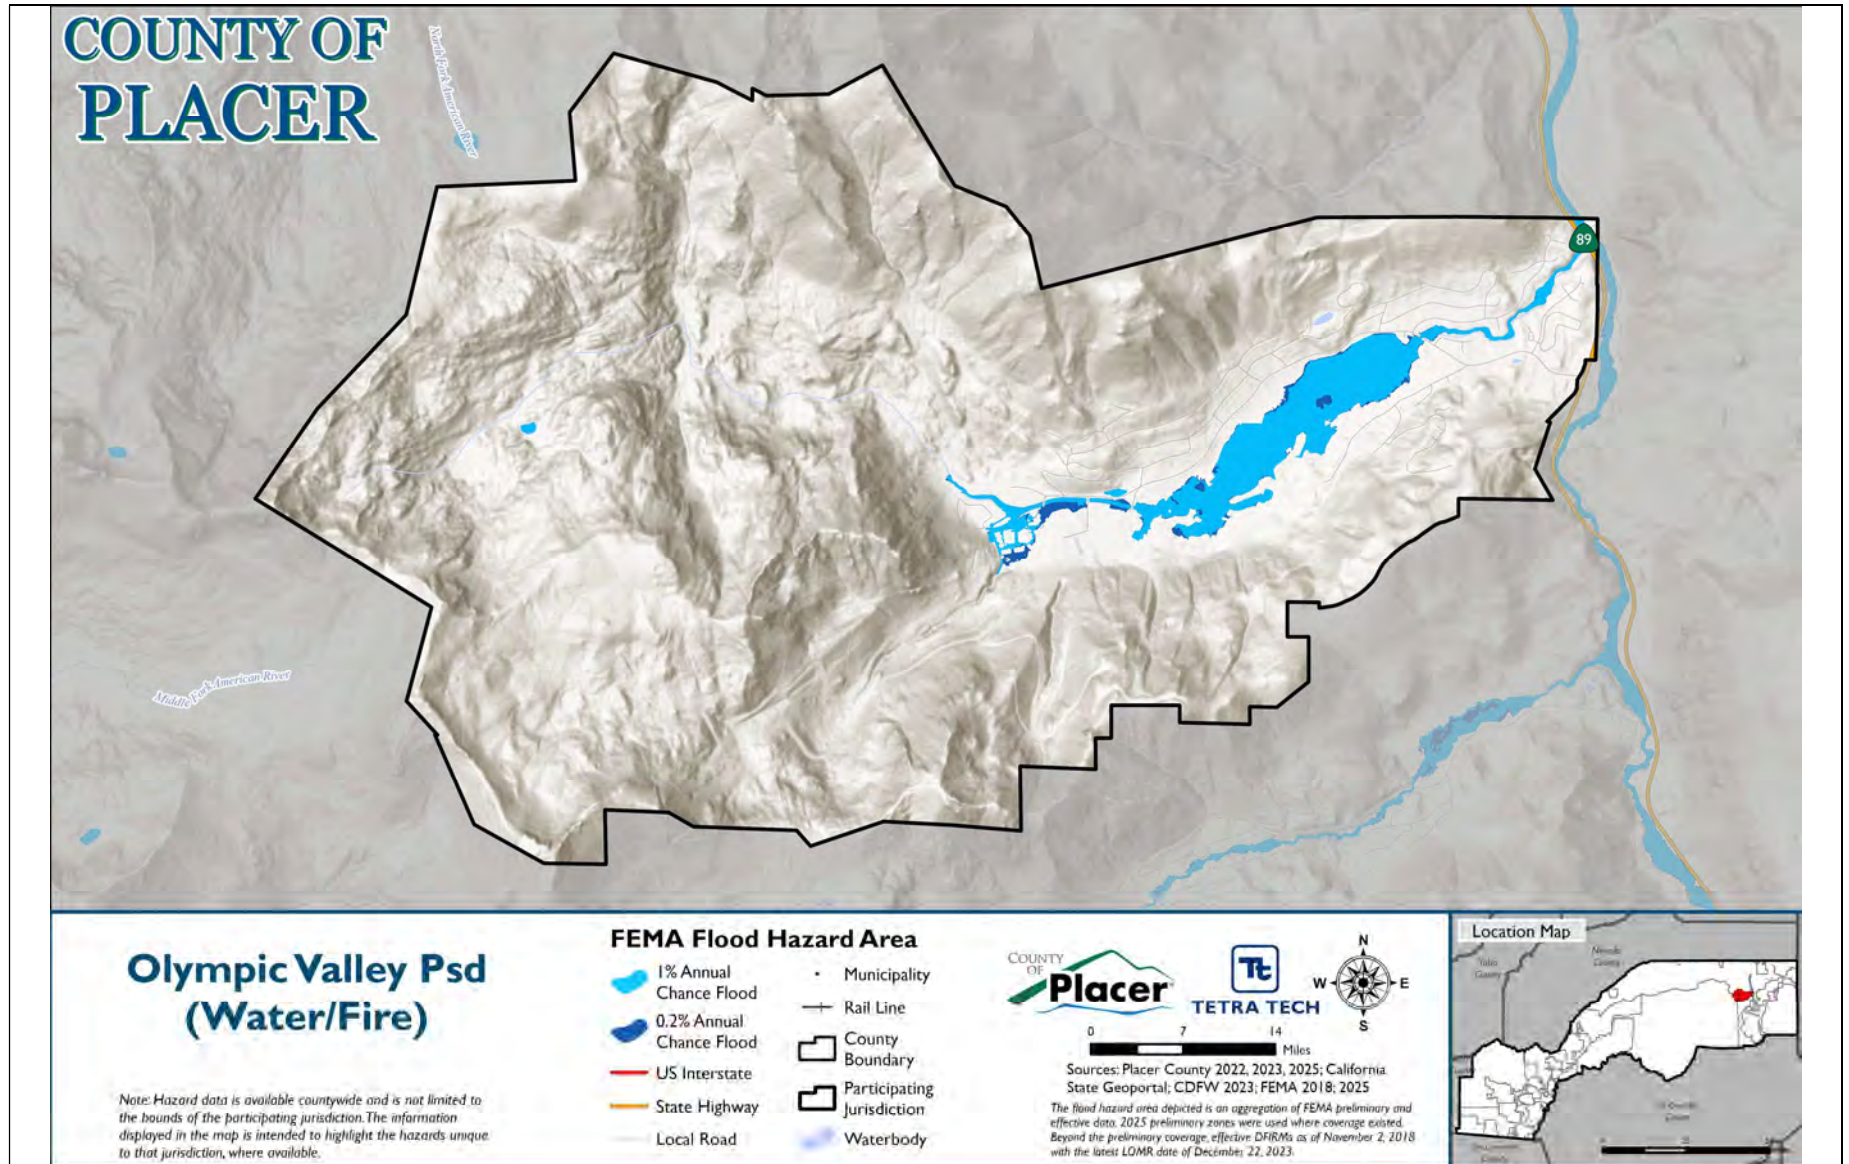 COUNTY OF
PLACER
North Fork American River
89
Middle Fork American River
Olympic Valley Psd
(Water/Fire)
Note: Hazard data is available countywide and is not limited to
the bounds of the participating jurisdiction. The information
displayed in the map is intended to highlight the hazards unique
to that jurisdiction, where available.
FEMA Flood Hazard Area
1% Annual
Chance Flood
0.2% Annual
Chance Flood
US Interstate
State Highway
Local Road
Municipality
Rail Line
County
Boundary
Participating
Jurisdiction
Waterbody
COUNTY
OF
Placer
Tt
TETRA TECH
N
W E
S
0 7 14
Miles
Sources: Placer County 2022, 2023, 2025; California
State Geoportal; CDFW 2023; FEMA 2018; 2025
The flood hazard area depicted is an aggregation of FEMA preliminary and
effective data. 2025 preliminary zones were used where coverage existed.
Beyond the preliminary coverage, effective DFIRMs as of November 2, 2018
with the latest LOMR date of December 22, 2023.
Location Map
Nevada
County
Yuba
County
County